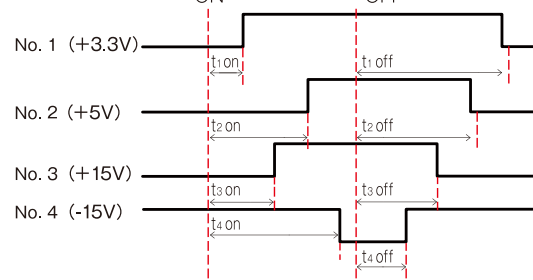 ON OFF
No. 1 (+3.3V)
t1 on t1 off
No. 2 (+5V)
t2 on t2 off
No. 3 (+15V)
t3 on t3 off
No. 4 (-15V)
t4 on
t4 off